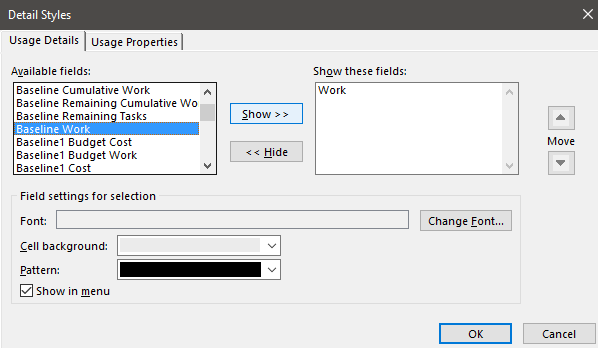 Detail Styles
Usage Details
Usage Properties
Available fields:
Show these fields:
Baseline Cumulative Work
Baseline Remaining Cumulative Wo
Baseline Remaining Tasks
Baseline Work
Baseline1 Budget Cost
Baseline1 Budget Work
Baseline1 Cost
Show >>
<< Hide
Work
Move
Field settings for selection
Font:
Change Font...
Cell background:
Pattern:
Show in menu
OK
Cancel